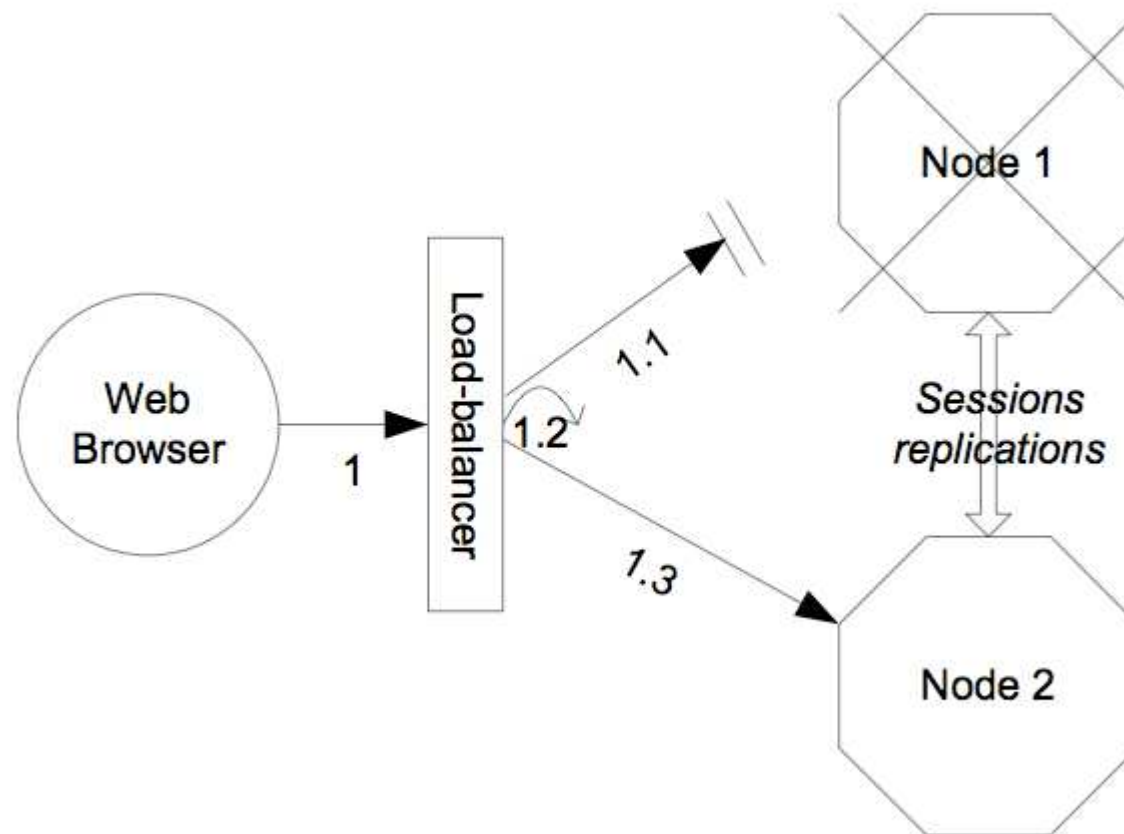 Node 1
Load-balancer
1.1
Web
Browser
1
1.2
Sessions
replications
1.3
Node 2